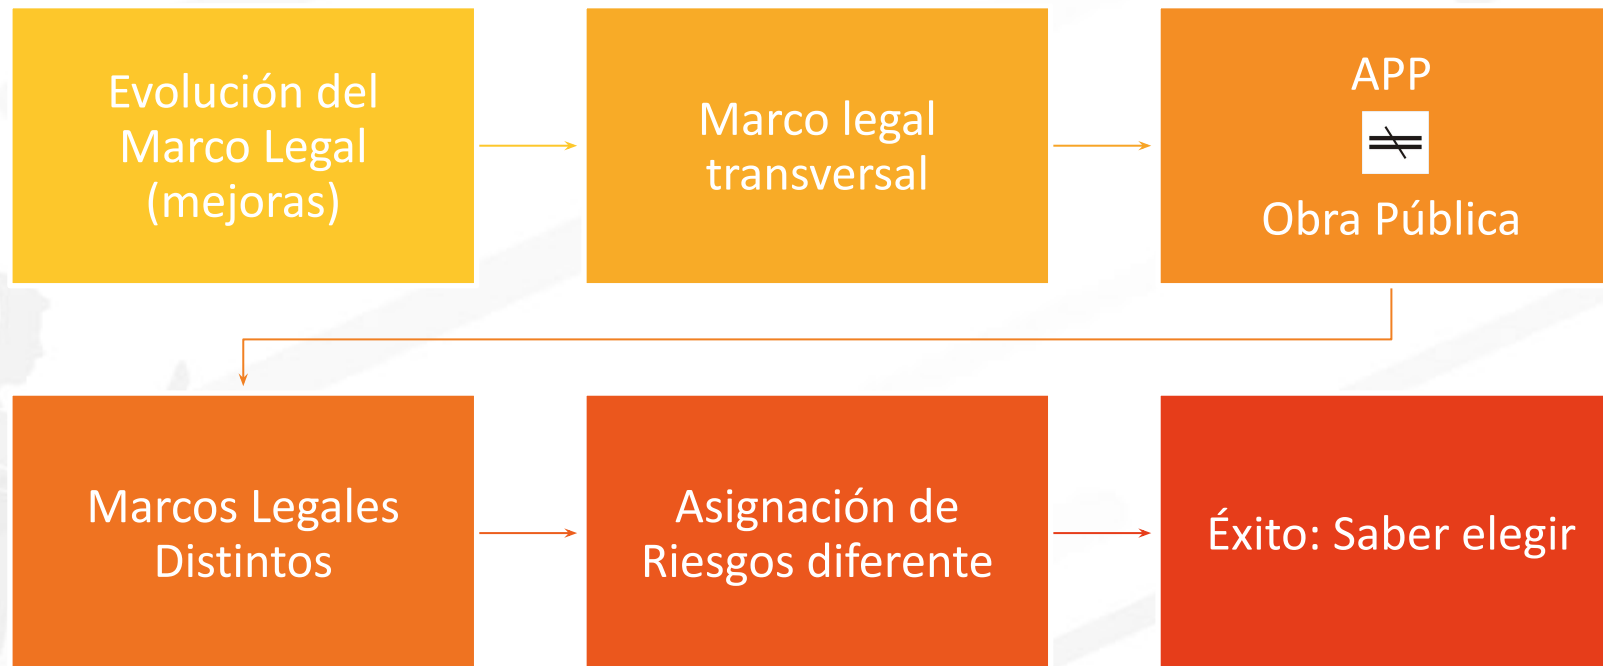 Evolución del
Marco Legal
(mejoras)
Marco legal
transversal
APP
≠
Obra Pública
Marcos Legales
Distintos
Asignación de
Riesgos diferente
Éxito: Saber elegir